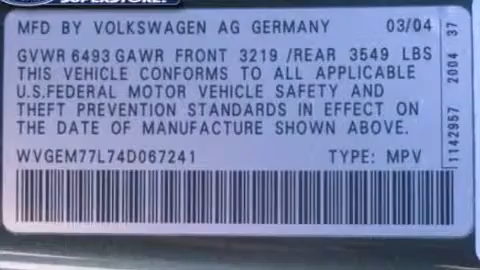 SUPERSTORE!
MFD BY VOLKSWAGEN AG GERMANY 03/04
GVWR 6493 GAWR FRONT 3219 /REAR 3549 LBS
THIS VEHICLE CONFORMS TO ALL APPLICABLE
U.S.FEDERAL MOTOR VEHICLE SAFETY AND
THEFT PREVENTION STANDARDS IN EFFECT ON
THE DATE OF MANUFACTURE SHOWN ABOVE.
WVGEM77L74D067241 TYPE: MPV
1142957 2004 37